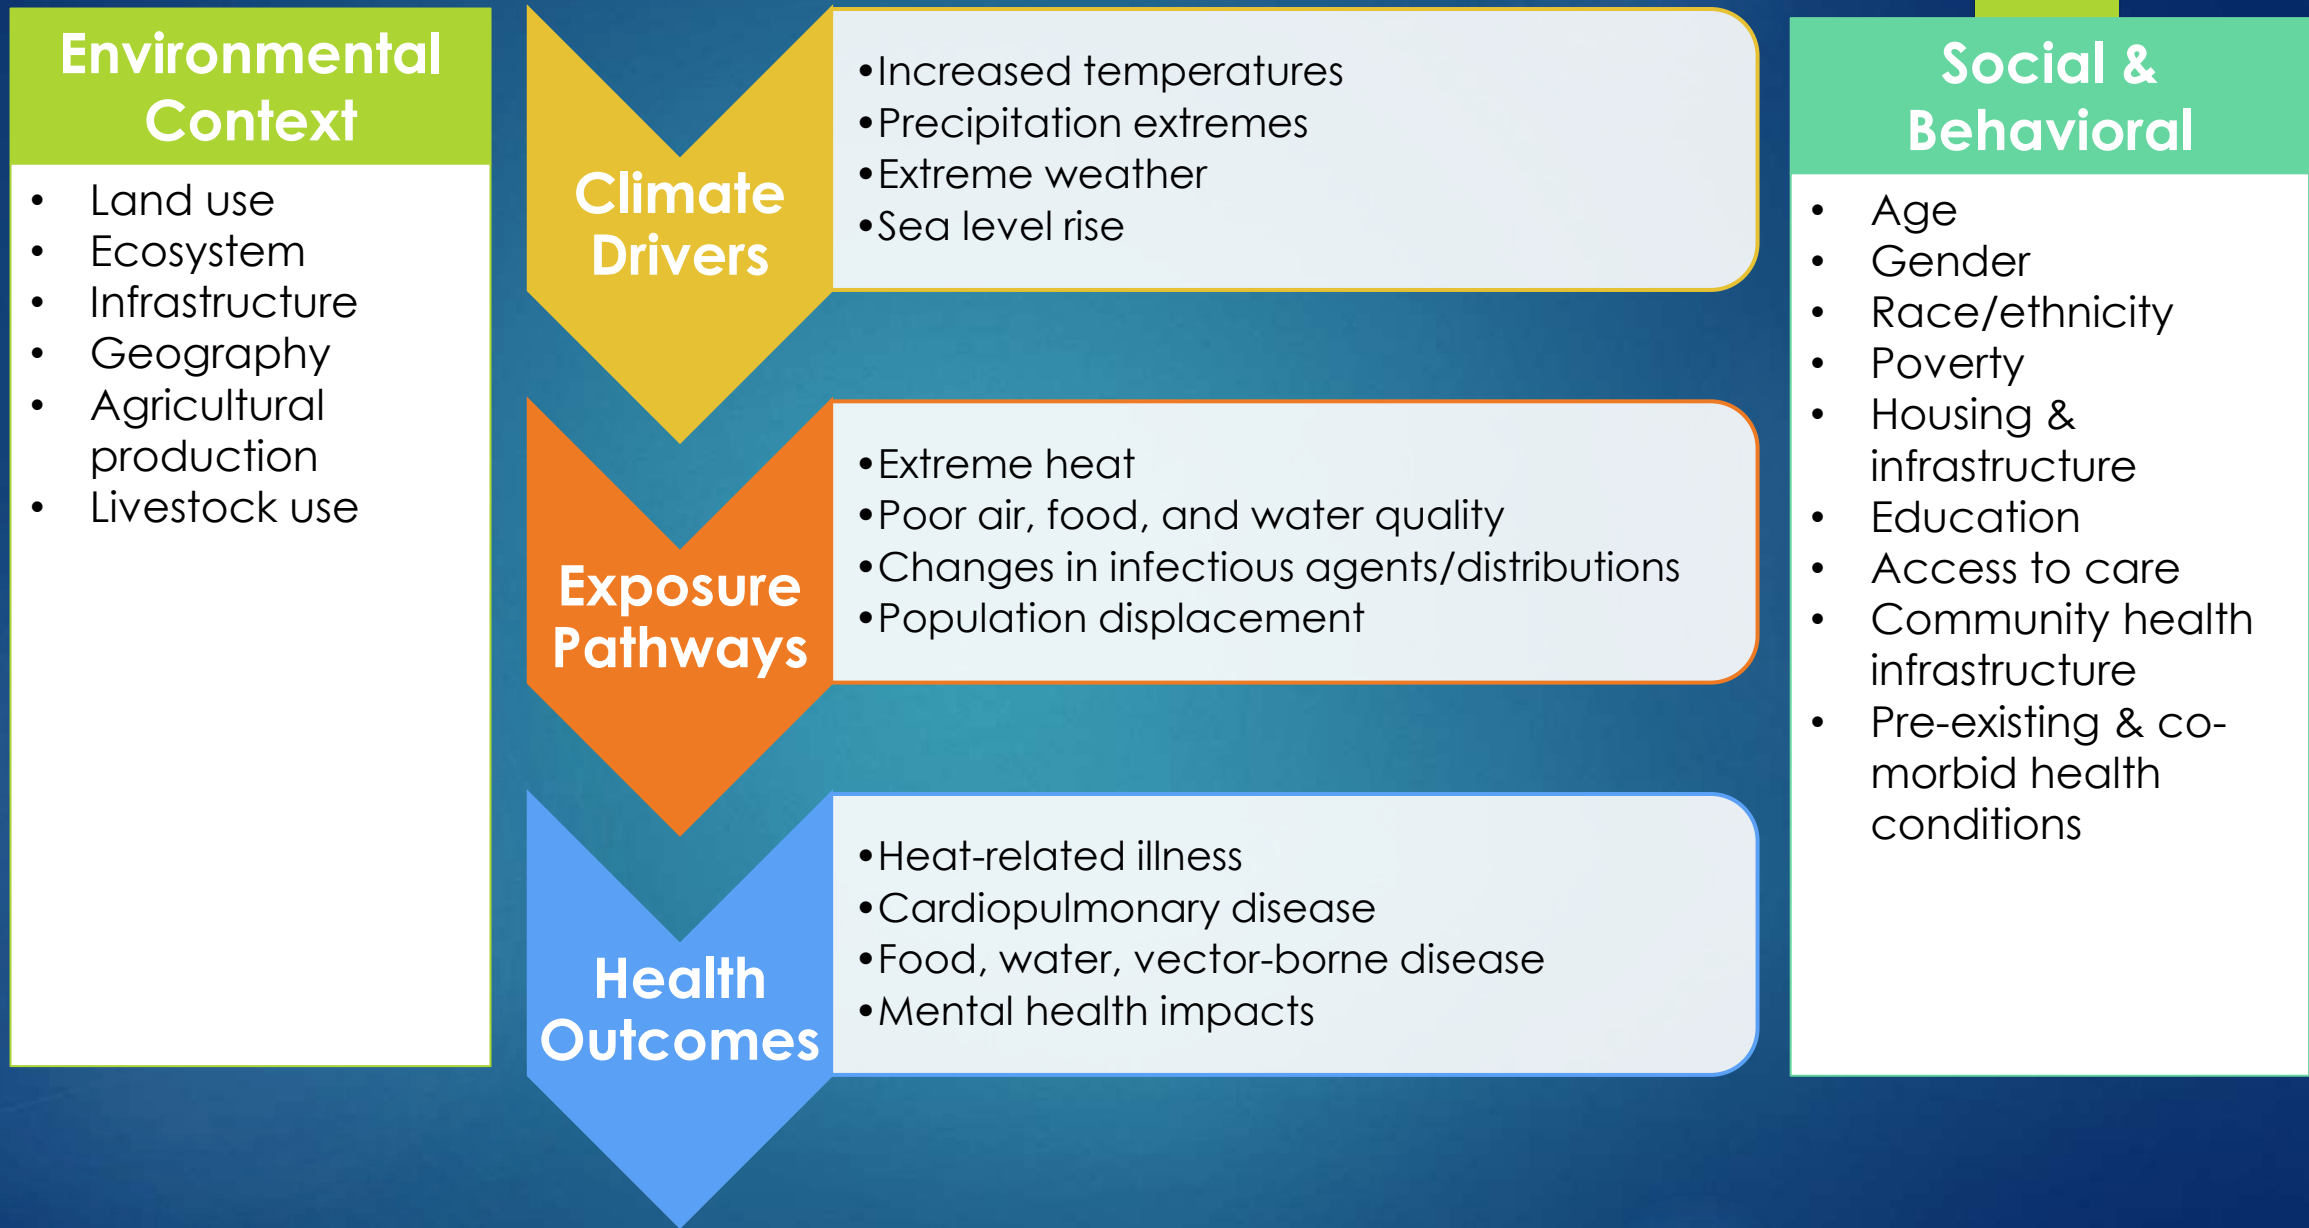 Environmental
Context
• Land use
• Ecosystem
• Infrastructure
• Geography
• Agricultural
production
• Livestock use
Climate
Drivers
•Increased temperatures
•Precipitation extremes
•Extreme weather
•Sea level rise
Exposure
Pathways
•Extreme heat
•Poor air, food, and water quality
•Changes in infectious agents/distributions
•Population displacement
Health
Outcomes
•Heat-related illness
•Cardiopulmonary disease
•Food, water, vector-borne disease
•Mental health impacts
Social &
Behavioral
• Age
• Gender
• Race/ethnicity
• Poverty
• Housing &
infrastructure
• Education
• Access to care
• Community health
infrastructure
• Pre-existing & co-
morbid health
conditions